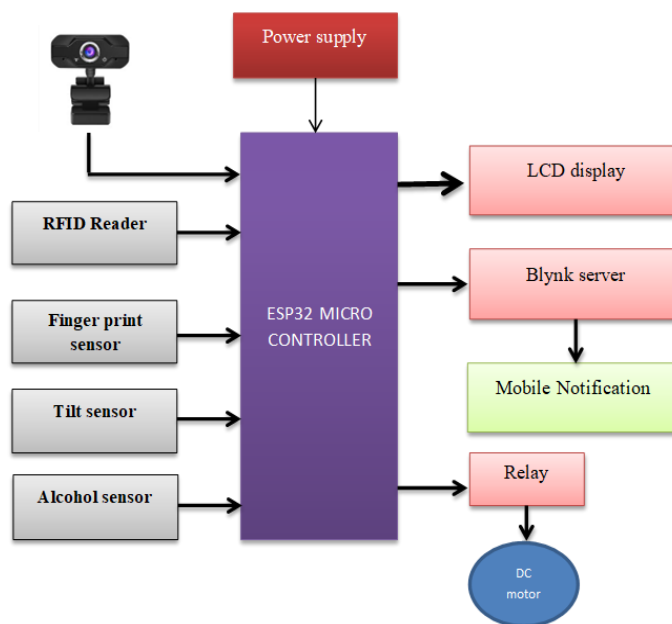 Power supply
RFID Reader
Finger print
sensor
Tilt sensor
Alcohol sensor
ESP32 MICRO
CONTROLLER
LCD display
Blynk server
Mobile Notification
Relay
DC
motor